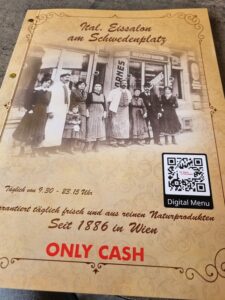 Ital. Eissalon
am Schwedenplatz
Digital Menu
Täglich von 9.30 - 23.15 Uhr
garantiert täglich frisch und aus reinen Naturprodukten
Seit 1886 in Wien
ONLY CASH